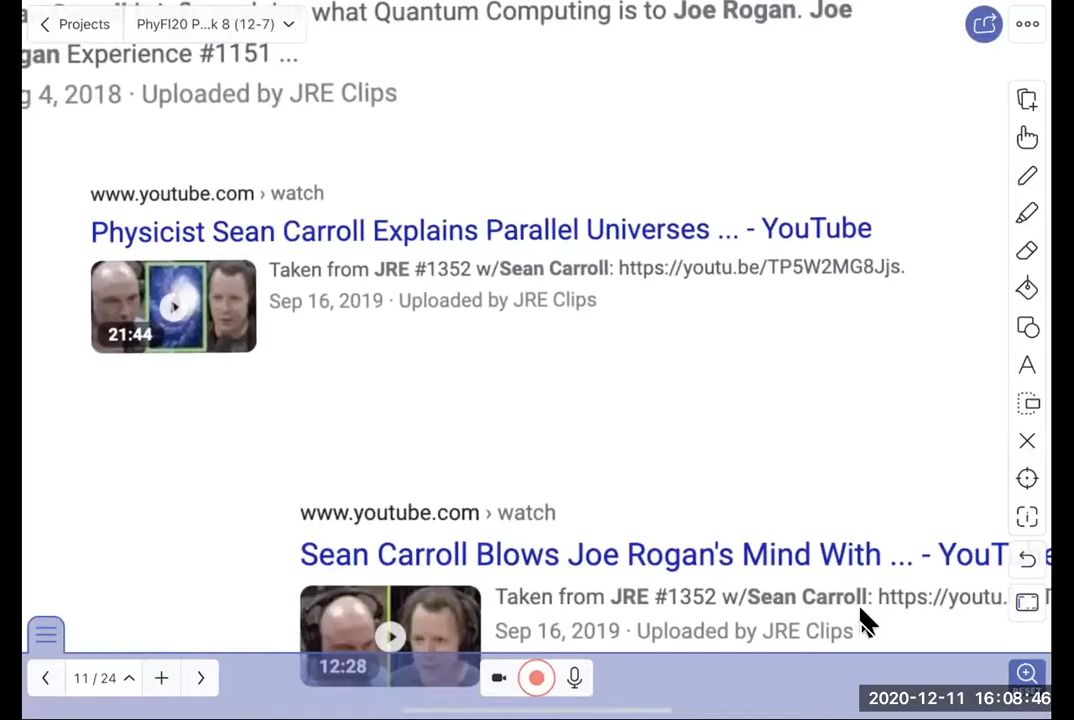 what Quantum Computing is to Joe Rogan. Joe
Projects
PhyFI20 P...k 8 (12-7)
gan Experience #1151 ...
g 4, 2018 · Uploaded by JRE Clips
www.youtube.com › watch
Physicist Sean Carroll Explains Parallel Universes ... - YouTube
21:44
Taken from JRE #1352 w/Sean Carroll: https://youtu.be/TP5W2MG8Jjs.
Sep 16, 2019 · Uploaded by JRE Clips
A
www.youtube.com › watch
Sean Carroll Blows Joe Rogan's Mind With ... - YouT
12:28
Taken from JRE #1352 w/Sean Carroll: https://youtu.
Sep 16, 2019 · Uploaded by JRE Clips
11 / 24
2020-12-11 16:08:46